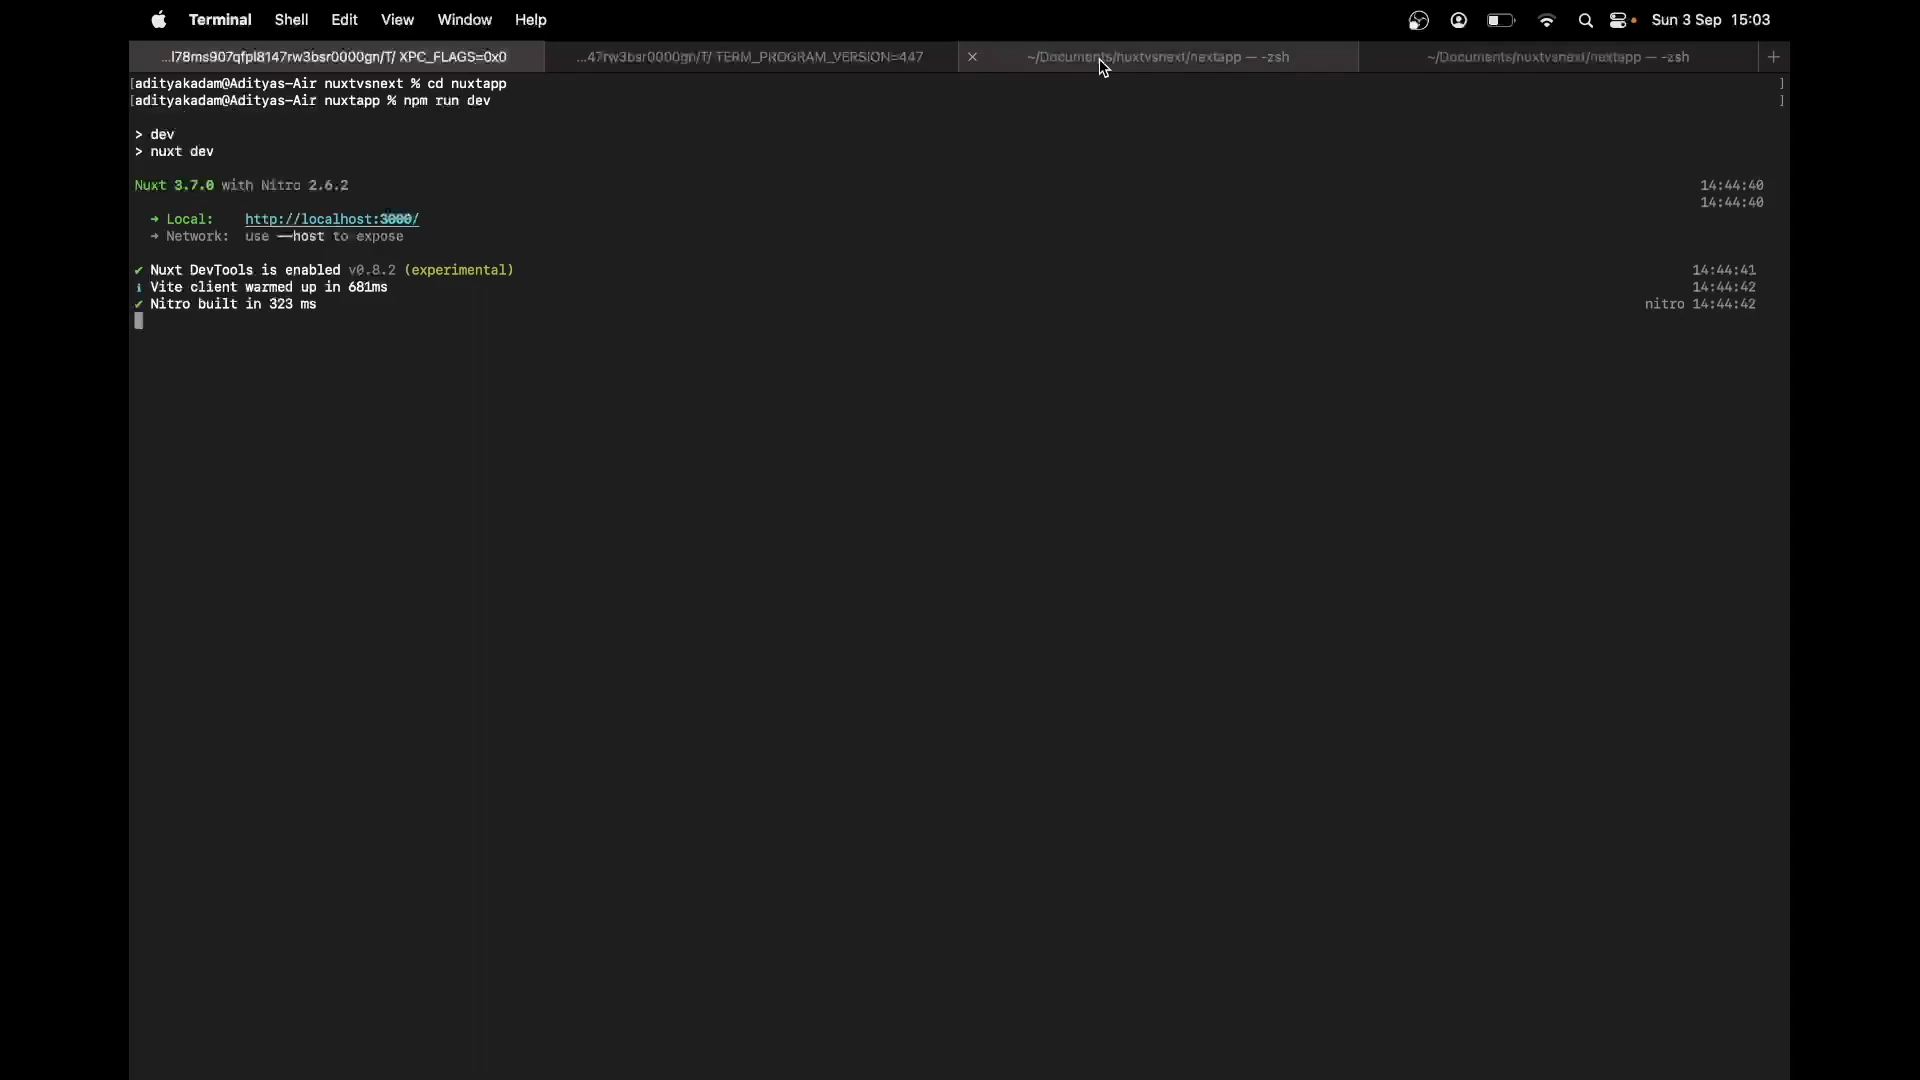 Terminal Shell Edit View Window Help Sun 3 Sep 15:03
...l78ms907qfpl8147rw3bsr0000gn/T/ XPC_FLAGS=0x0 ...47rw3bsr0000gn/T/ TERM_PROGRAM_VERSION=447 ~/Documents/nuxtvsnext/nextapp — -zsh ~/Documents/nuxtvsnext/nextapp — -zsh
[adityakadam@Adityas-Air nuxtvsnext % cd nuxtapp ]
[adityakadam@Adityas-Air nuxtapp % npm run dev ]
> dev
> nuxt dev
Nuxt 3.7.0 with Nitro 2.6.2 14:44:40
14:44:40
➜ Local: http://localhost:3000/
➜ Network: use --host to expose
✔ Nuxt DevTools is enabled v0.8.2 (experimental) 14:44:41
ℹ Vite client warmed up in 681ms 14:44:42
✔ Nitro built in 323 ms nitro 14:44:42